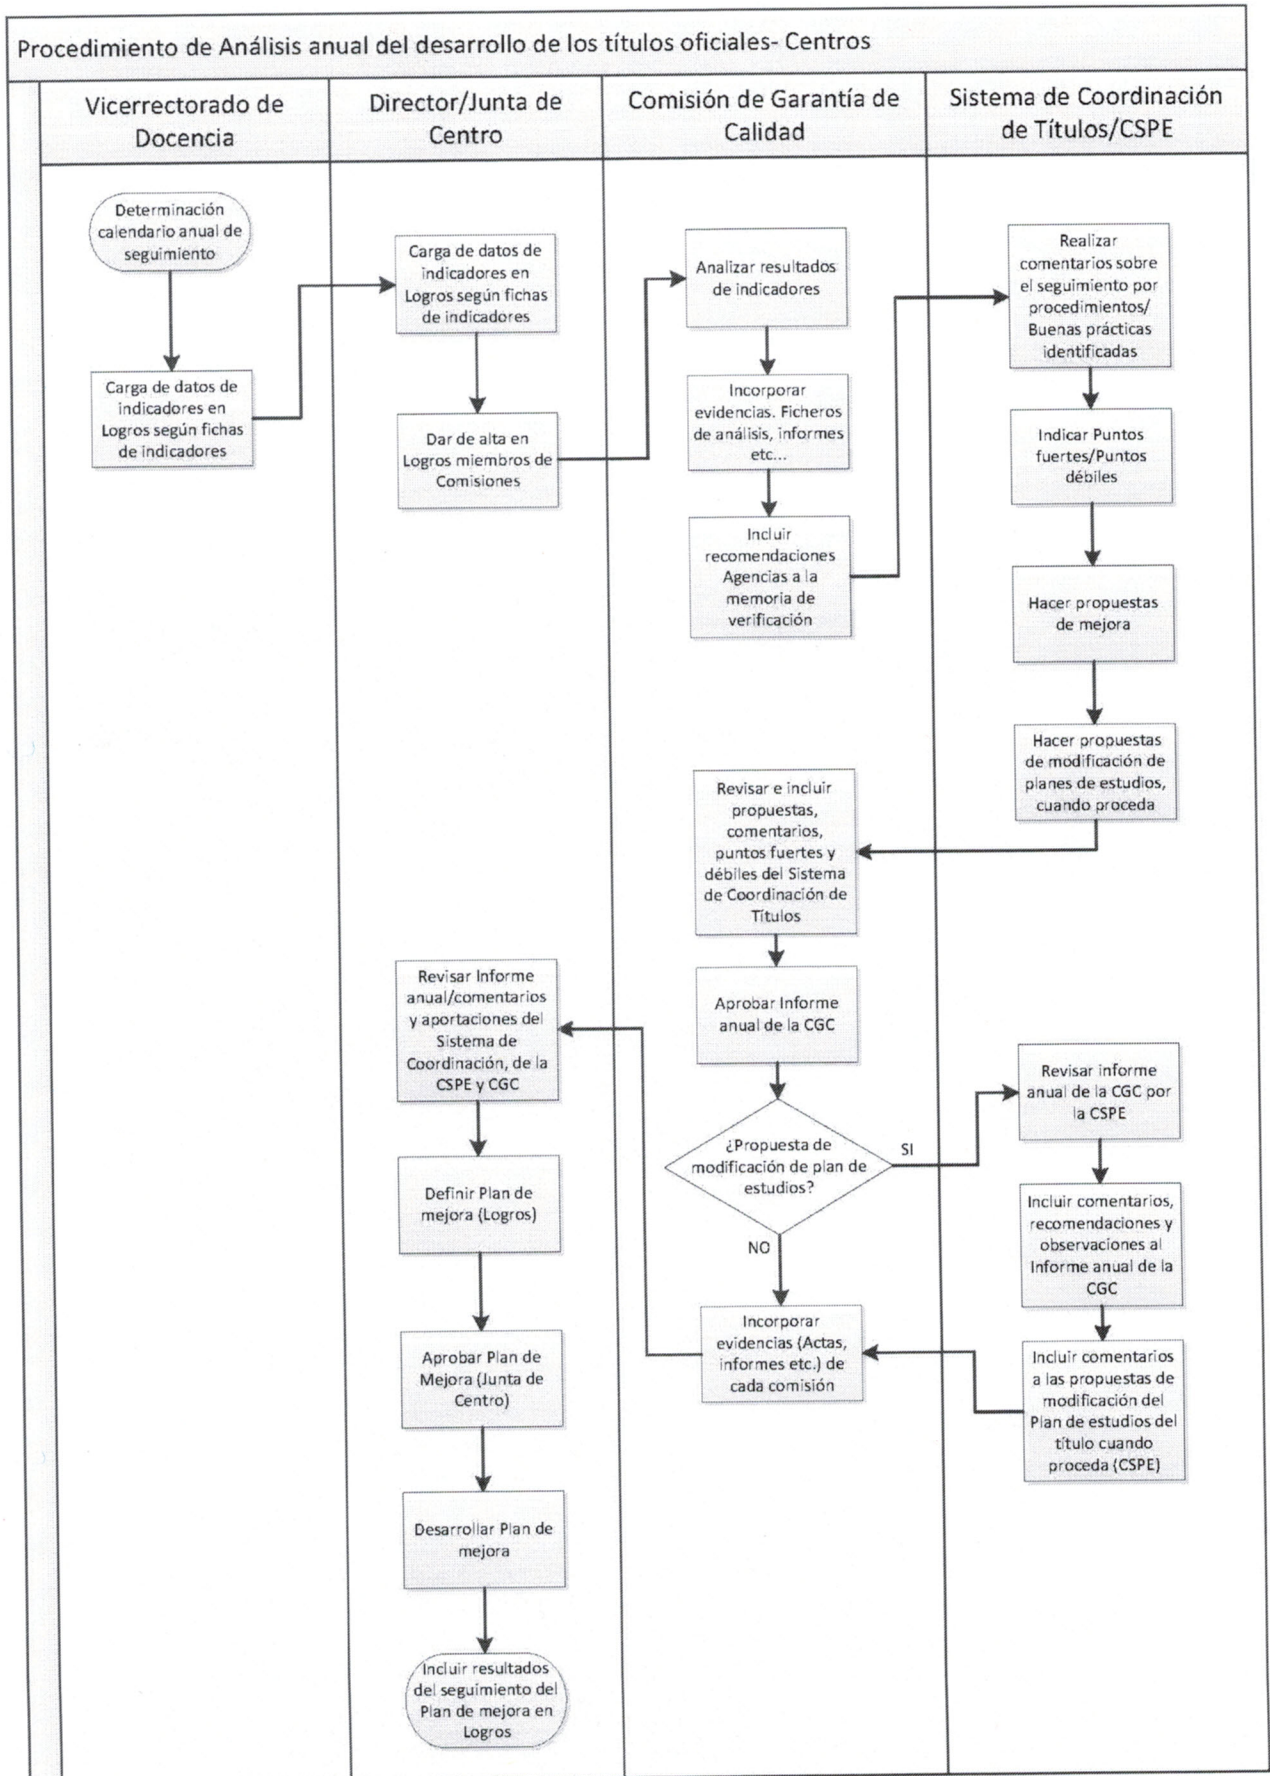 Procedimiento de Análisis anual del desarrollo de los títulos oficiales- Centros
Vicerrectorado de
Docencia
Director/Junta de
Centro
Comisión de Garantía de
Calidad
Sistema de Coordinación
de Títulos/CSPE
Determinación
calendario anual de
seguimiento
Carga de datos de
indicadores en
Logros según fichas
de indicadores
Carga de datos de
indicadores en
Logros según fichas
de indicadores
Dar de alta en
Logros miembros de
Comisiones
Analizar resultados
de indicadores
Incorporar
evidencias. Ficheros
de análisis, informes
etc...
Incluir
recomendaciones
Agencias a la
memoria de
verificación
Realizar
comentarios sobre
el seguimiento por
procedimientos/
Buenas prácticas
identificadas
Indicar Puntos
fuertes/Puntos
débiles
Hacer propuestas
de mejora
Hacer propuestas
de modificación de
planes de estudios,
cuando proceda
Revisar e incluir
propuestas,
comentarios,
puntos fuertes y
débiles del Sistema
de Coordinación de
Títulos
Aprobar Informe
anual de la CGC
¿Propuesta de
modificación de plan de
estudios?
SI
NO
Revisar informe
anual de la CGC por
la CSPE
Incluir comentarios,
recomendaciones y
observaciones al
Informe anual de la
CGC
Incluir comentarios
a las propuestas de
modificación del
Plan de estudios del
título cuando
proceda (CSPE)
Incorporar
evidencias (Actas,
informes etc.) de
cada comisión
Revisar Informe
anual/comentarios
y aportaciones del
Sistema de
Coordinación, de la
CSPE y CGC
Definir Plan de
mejora (Logros)
Aprobar Plan de
Mejora (Junta de
Centro)
Desarrollar Plan de
mejora
Incluir resultados
del seguimiento del
Plan de mejora en
Logros